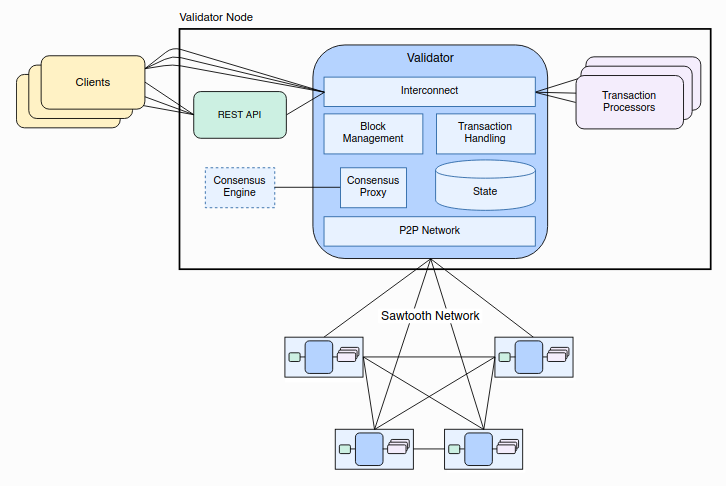 Validator Node
Validator
Clients
Interconnect
Transaction
Processors
REST API
Block
Management
Transaction
Handling
Consensus
Engine
Consensus
Proxy
State
P2P Network
Sawtooth Network